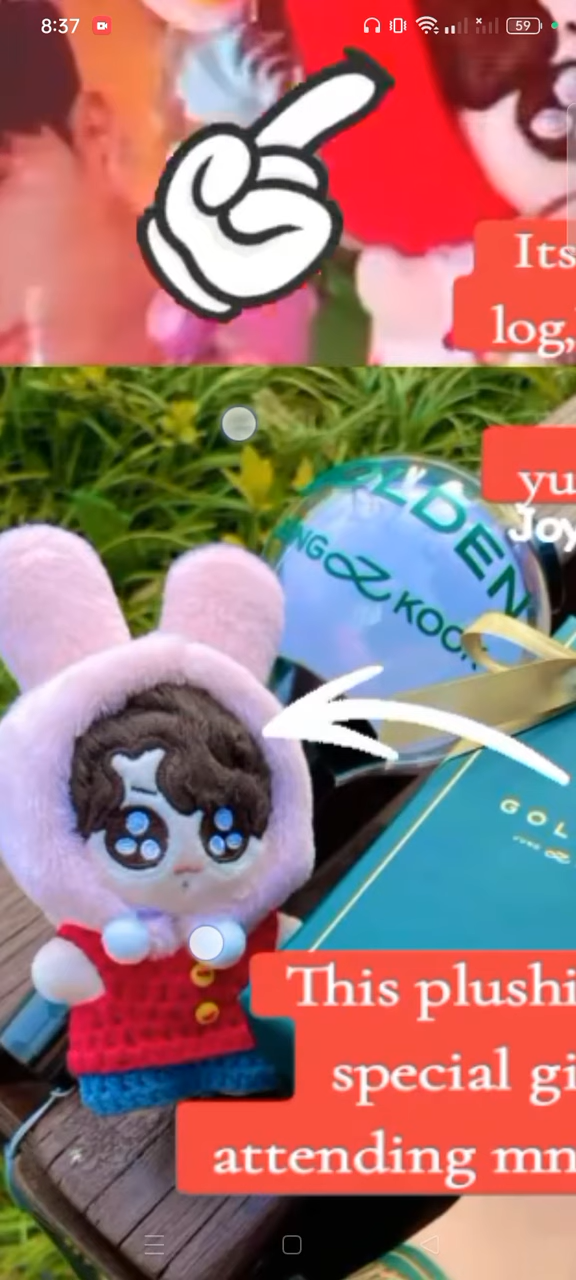 8:37
59
Its
log,
yu
Joy
GOLDEN
KOOK
GOL
This plushi
special gi
attending mn